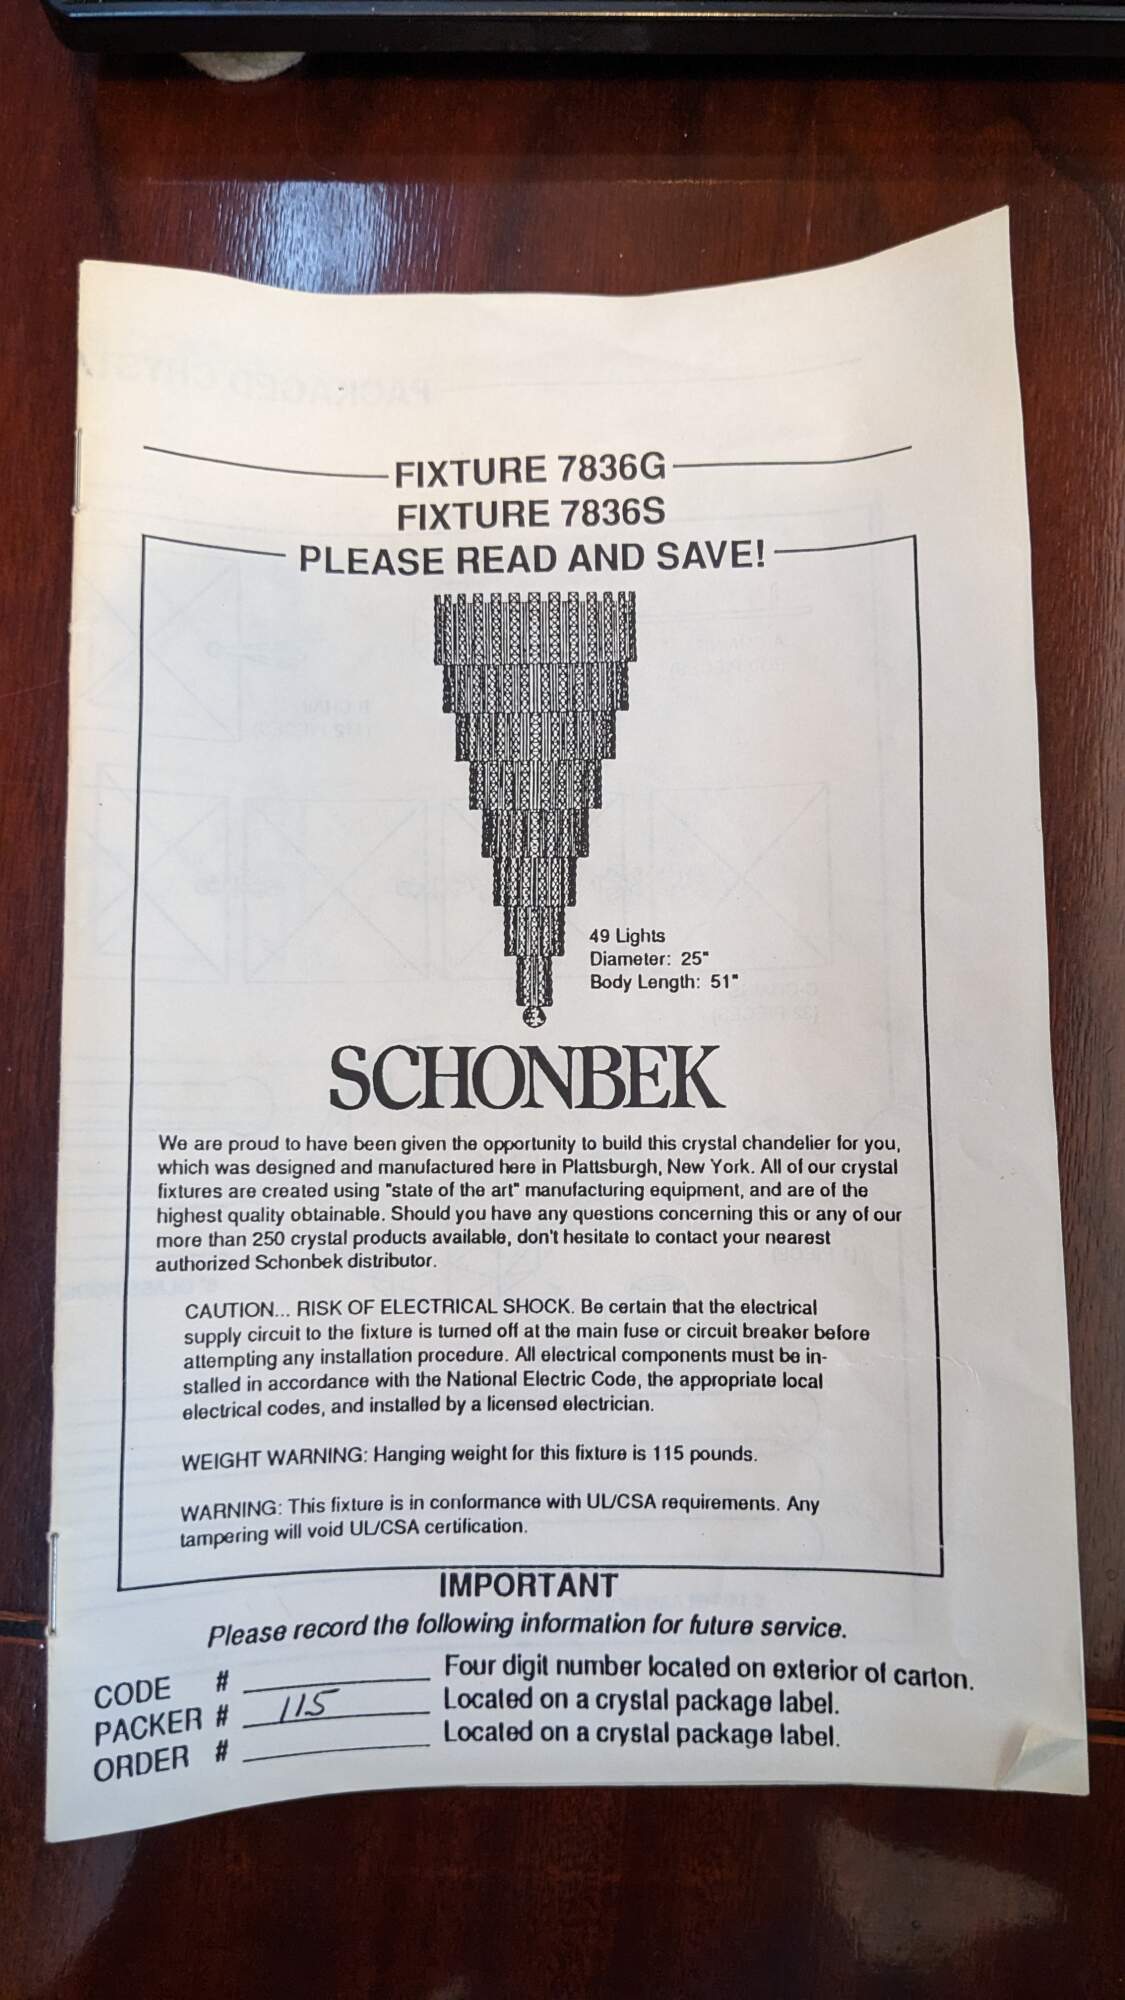 FIXTURE 7836G
FIXTURE 7836S
PLEASE READ AND SAVE!
49 Lights
Diameter: 25"
Body Length: 51"
SCHONBEK
We are proud to have been given the opportunity to build this crystal chandelier for you,
which was designed and manufactured here in Plattsburgh, New York. All of our crystal
fixtures are created using "state of the art" manufacturing equipment, and are of the
highest quality obtainable. Should you have any questions concerning this or any of our
more than 250 crystal products available, don't hesitate to contact your nearest
authorized Schonbek distributor.
CAUTION... RISK OF ELECTRICAL SHOCK. Be certain that the electrical
supply circuit to the fixture is turned off at the main fuse or circuit breaker before
attempting any installation procedure. All electrical components must be in-
stalled in accordance with the National Electric Code, the appropriate local
electrical codes, and installed by a licensed electrician.
WEIGHT WARNING: Hanging weight for this fixture is 115 pounds.
WARNING: This fixture is in conformance with UL/CSA requirements. Any
tampering will void UL/CSA certification.
IMPORTANT
Please record the following information for future service.
CODE # Four digit number located on exterior of carton.
PACKER # 115 Located on a crystal package label.
ORDER # Located on a crystal package label.